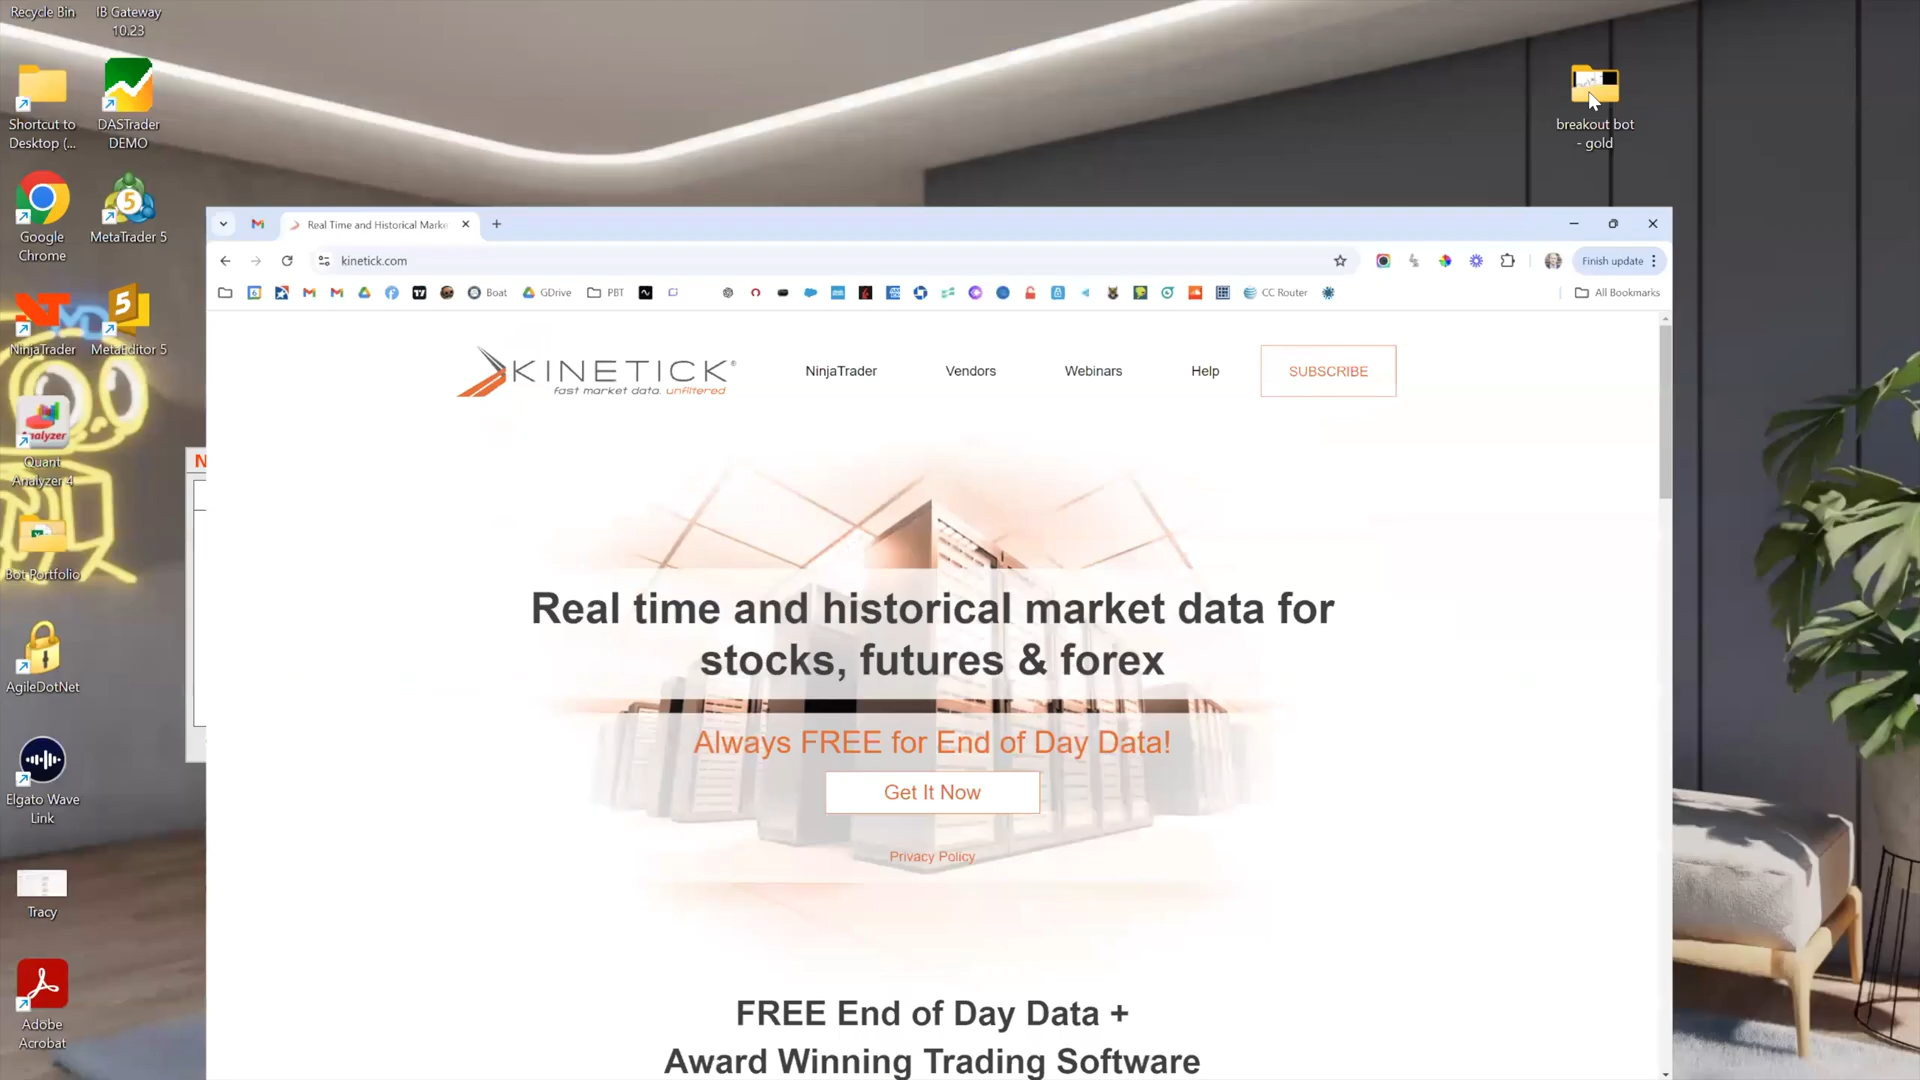 Recycle Bin
IB Gateway
10.23
Shortcut to
Desktop (...
DASTrader
DEMO
Google
Chrome
MetaTrader 5
NinjaTrader
MetaEditor 5
Quant
Analyzer 4
Bot Portfolio
AgileDotNet
Elgato Wave
Link
Tracy
Adobe
Acrobat
breakout bot
- gold
Real Time and Historical Marke
kinetick.com
Finish update
Boat
GDrive
PBT
CC Router
All Bookmarks
KINETICK®
fast market data. unfiltered
NinjaTrader
Vendors
Webinars
Help
SUBSCRIBE
Real time and historical market data for
stocks, futures & forex
Always FREE for End of Day Data!
Get It Now
Privacy Policy
FREE End of Day Data +
Award Winning Trading Software